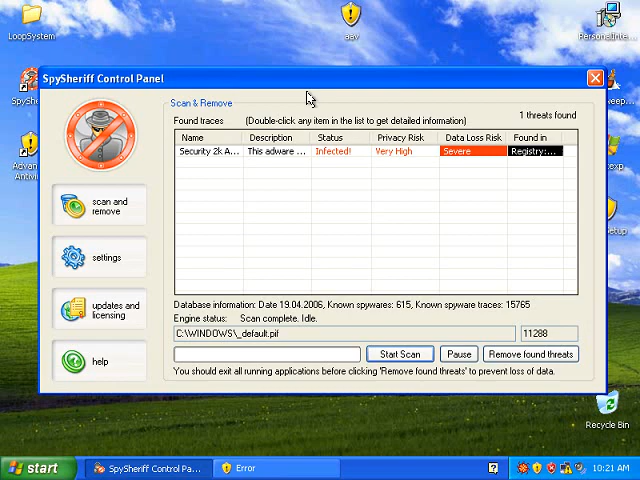 LoopSystem
aav
SpySheriff Control Panel
Scan & Remove
Found traces (Double-click any item in the list to get detailed information)
1 threats found
Name Description Status Privacy Risk Data Loss Risk Found in
Security 2k A... This adware ... Infected! Very High Severe Registry:...
scan and
remove
settings
updates and
licensing
help
Database information: Date 19.04.2006, Known spywares: 615, Known spyware traces: 15765
Engine status: Scan complete. Idle.
C:\WINDOWS\_default.pif 11288
Start Scan Pause Remove found threats
You should exit all running applications before clicking 'Remove found threats' to prevent loss of data.
Recycle Bin
start SpySheriff Control Pa... Error 10:21 AM